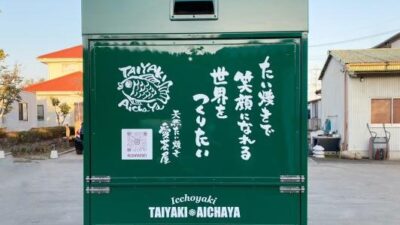 TAIYAKI
Aichaya
たい焼きで
笑顔になれる
世界を
つくりたい
天然たい焼き
愛茶屋
Icchoyaki
TAIYAKI AICHAYA